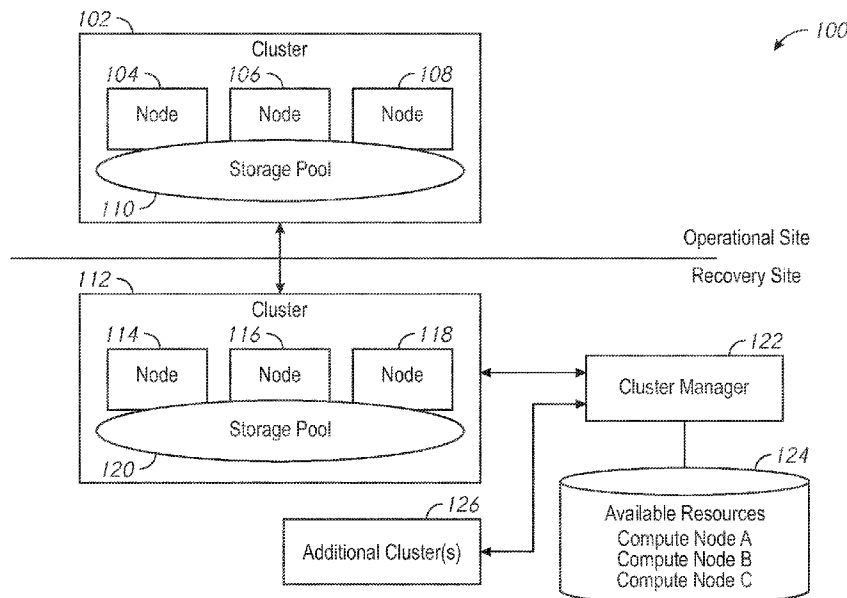 102
100
Cluster
104
106
108
Node
Node
Node
Storage Pool
110
Operational Site
Recovery Site
112
Cluster
114
116
118
122
Node
Node
Node
Cluster Manager
Storage Pool
120
124
126
Available Resources
Additional Cluster(s)
Compute Node A
Compute Node B
Compute Node C